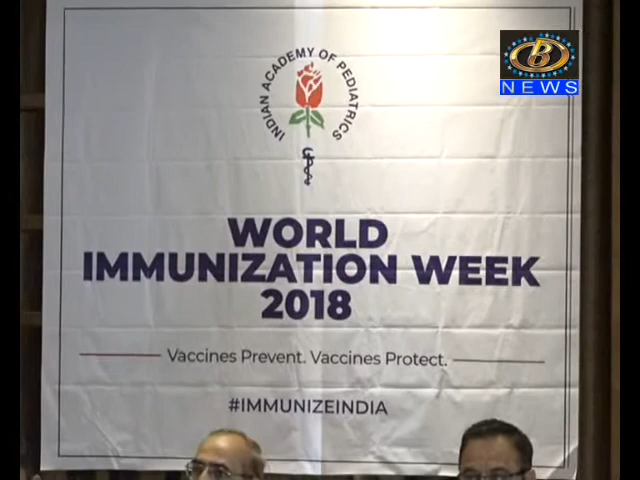 INDIAN ACADEMY OF PEDIATRICS
B
NEWS
WORLD
IMMUNIZATION WEEK
2018
Vaccines Prevent. Vaccines Protect.
#IMMUNIZEINDIA